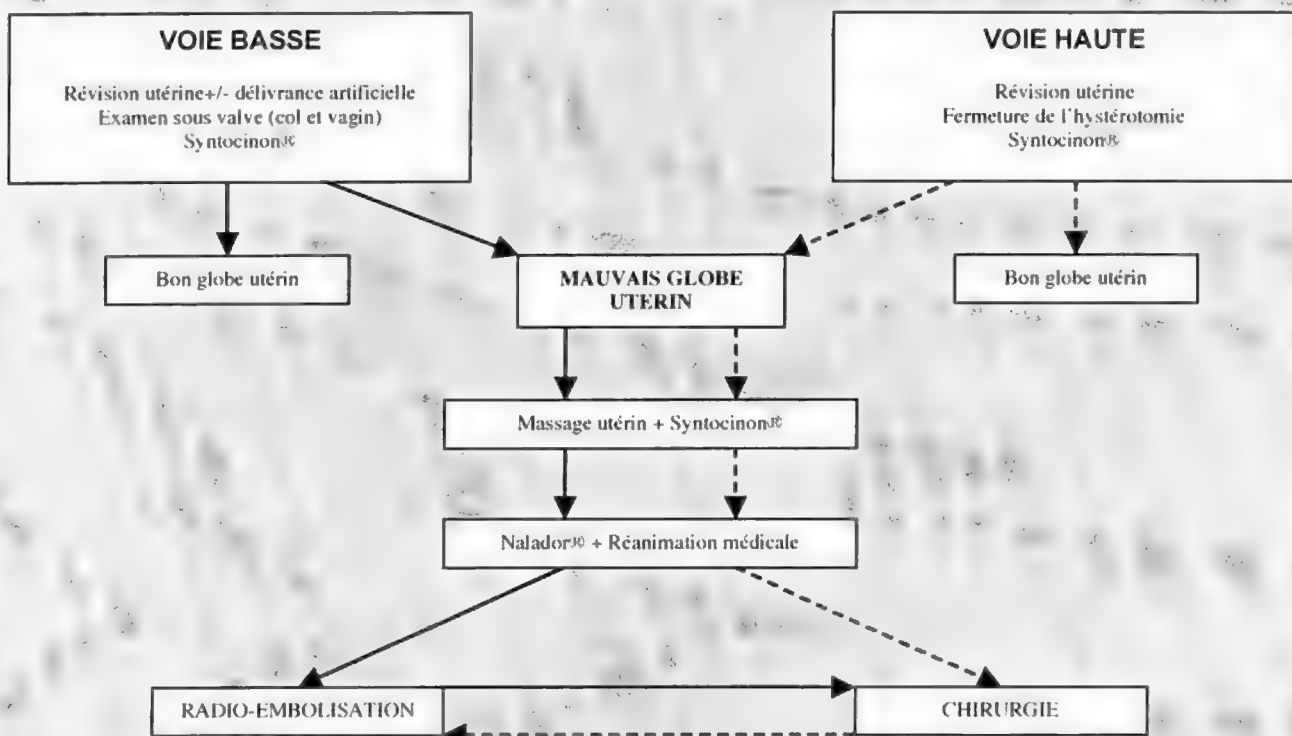 VOIE BASSE
Révision utérine+/- délivrance artificielle
Examen sous valve (col et vagin)
Syntocinon®
VOIE HAUTE
Révision utérine
Fermeture de l'hystérotomie
Syntocinon®
Bon globe utérin
MAUVAIS GLOBE
UTERIN
Bon globe utérin
Massage utérin + Syntocinon®
Nalador® + Réanimation médicale
RADIO-EMBOLISATION
CHIRURGIE